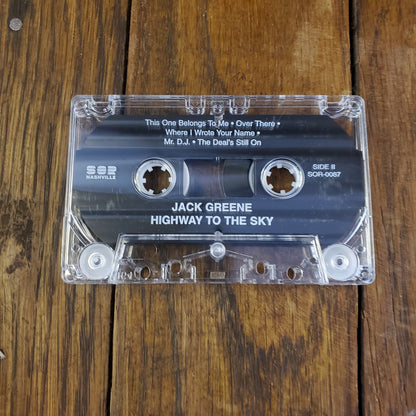 This One Belongs To Me • Over There •
Where I Wrote Your Name •
Mr. D.J. • The Deal's Still On
SOR
NASHVILLE
SIDE II
SOR-0087
JACK GREENE
HIGHWAY TO THE SKY